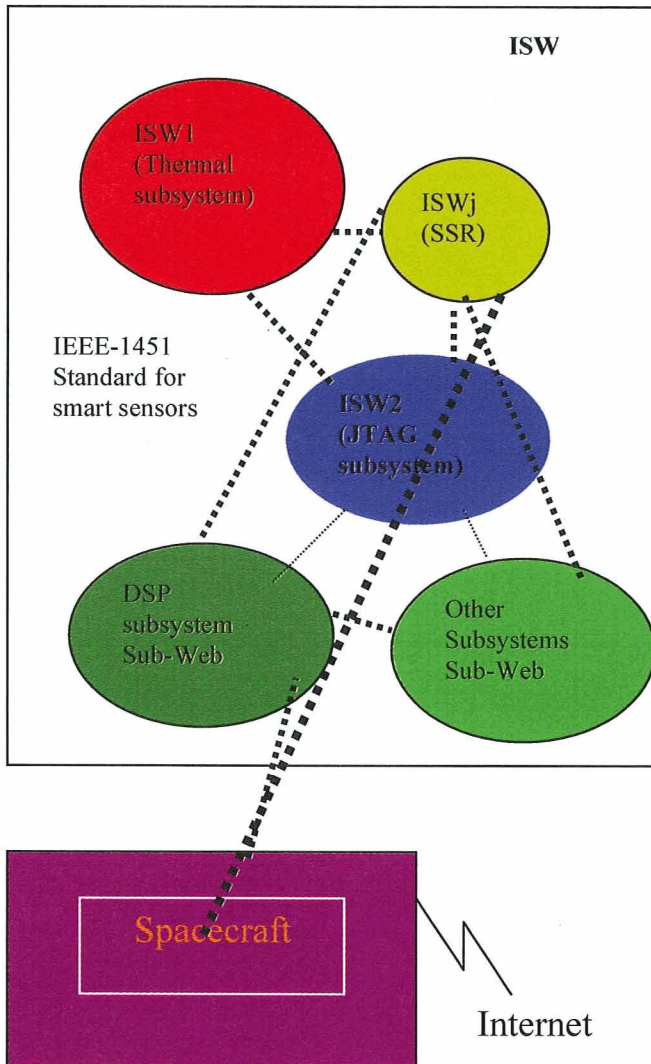 ISW
ISW1
(Thermal
subsystem)
ISWj
(SSR)
IEEE-1451
Standard for
smart sensors
ISW2
(JTAG
subsystem)
DSP
subsystem
Sub-Web
Other
Subsystems
Sub-Web
Spacecraft
Internet